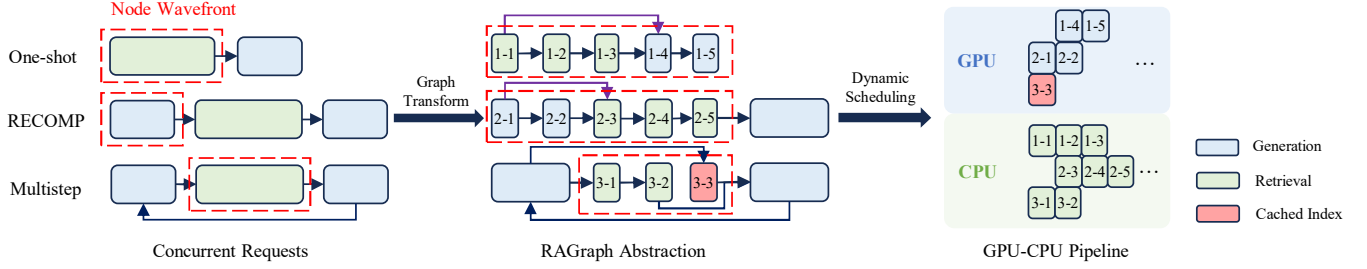 Node Wavefront
One-shot
RECOMP
Multistep
Concurrent Requests
Graph
Transform
1-1 1-2 1-3 1-4 1-5
2-1 2-2 2-3 2-4 2-5
3-1 3-2 3-3
RAGraph Abstraction
Dynamic
Scheduling
GPU
1-4 1-5
2-1 2-2 ...
3-3
CPU
1-1 1-2 1-3
2-3 2-4 2-5 ...
3-1 3-2
GPU-CPU Pipeline
Generation
Retrieval
Cached Index